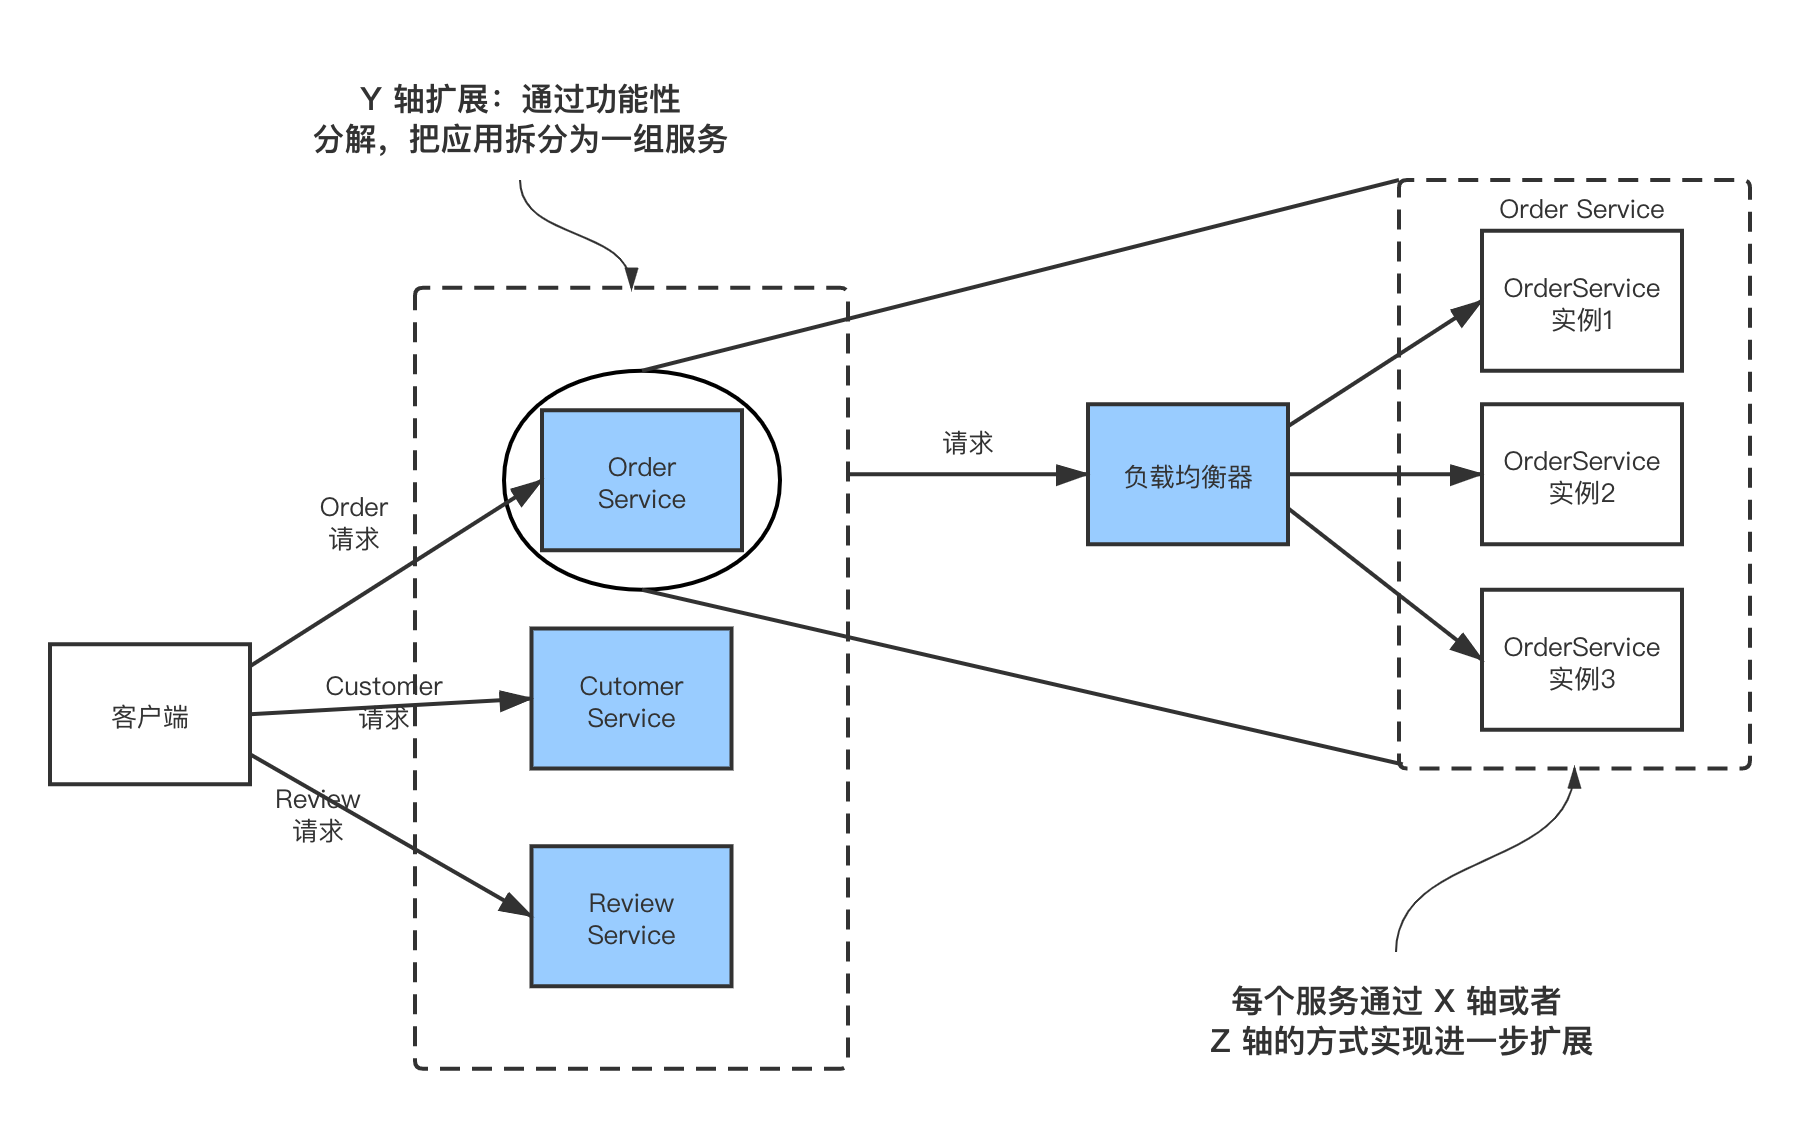 Y 轴扩展：通过功能性
分解，把应用拆分为一组服务
Order Service
OrderService
实例1
Order
Service
请求
负载均衡器
OrderService
实例2
Order
请求
OrderService
实例3
客户端
Customer
请求
Cutomer
Service
Review
请求
Review
Service
每个服务通过 X 轴或者
Z 轴的方式实现进一步扩展